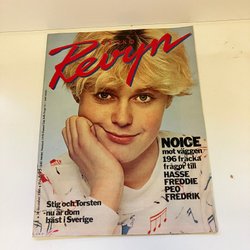 Revyn
NOICE
mot väggen
196 fräcka
frågor till
HASSE
FREDDIE
PEO
FREDRIK
Stig och Torsten
nu är dom
bäst i Sverige